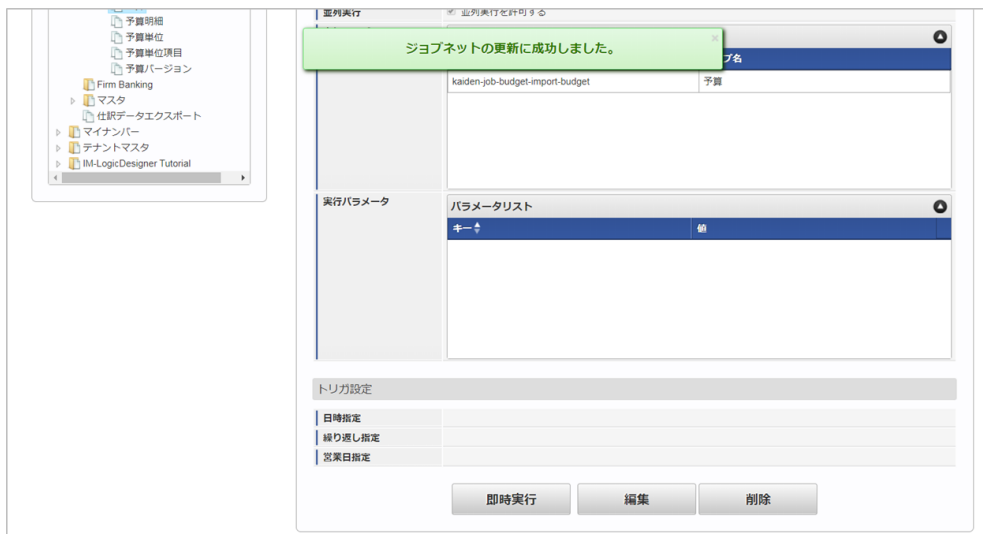 予算明細
予算単位
予算単位項目
予算バージョン
Firm Banking
マスタ
仕訳データエクスポート
マイナンバー
テナントマスタ
IM-LogicDesigner Tutorial
並列実行
並列実行を許可する
ジョブネットの更新に成功しました。
×
プ名
kaiden-job-budget-import-budget
予算
実行パラメータ
パラメータリスト
キー
値
トリガ設定
日時指定
繰り返し指定
営業日指定
即時実行
編集
削除